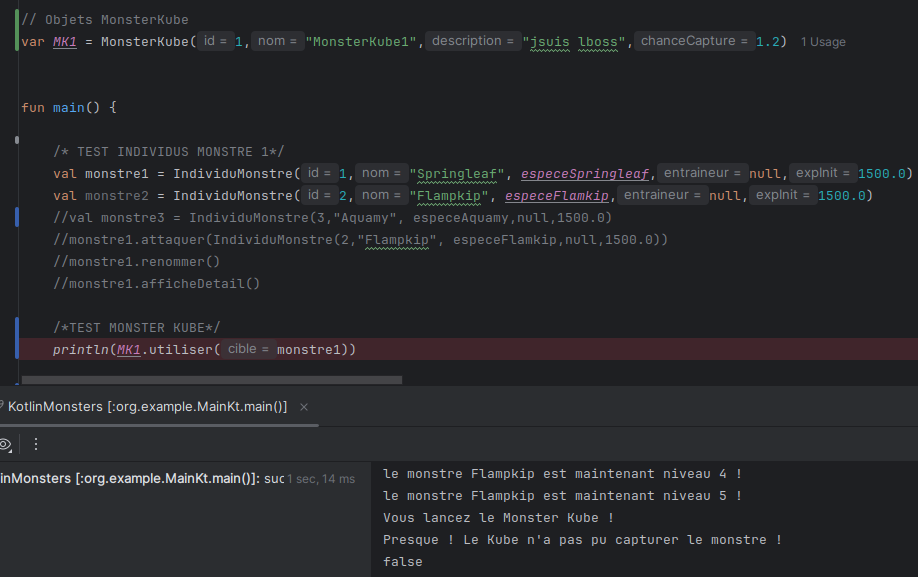 // Objets MonsterKube
var MK1 = MonsterKube( id = 1, nom = "MonsterKube1", description = "jsuis lboss", chanceCapture = 1.2) 1 Usage
fun main() {
/* TEST INDIVIDUS MONSTRE 1*/
val monstre1 = IndividuMonstre( id = 1, nom = "Springleaf", especeSpringleaf, entraineur = null, expInit = 1500.0)
val monstre2 = IndividuMonstre( id = 2, nom = "Flampkip", especeFlamkip, entraineur = null, expInit = 1500.0)
//val monstre3 = IndividuMonstre(3,"Aquamy", especeAquamy,null,1500.0)
//monstre1.attaquer(IndividuMonstre(2,"Flampkip", especeFlamkip,null,1500.0))
//monstre1.renommer()
//monstre1.afficheDetail()
/*TEST MONSTER KUBE*/
println(MK1.utiliser( cible = monstre1))
KotlinMonsters [:org.example.MainKt.main()] ×
inMonsters [:org.example.MainKt.main()]: suc 1 sec, 14 ms
le monstre Flampkip est maintenant niveau 4 !
le monstre Flampkip est maintenant niveau 5 !
Vous lancez le Monster Kube !
Presque ! Le Kube n'a pas pu capturer le monstre !
false